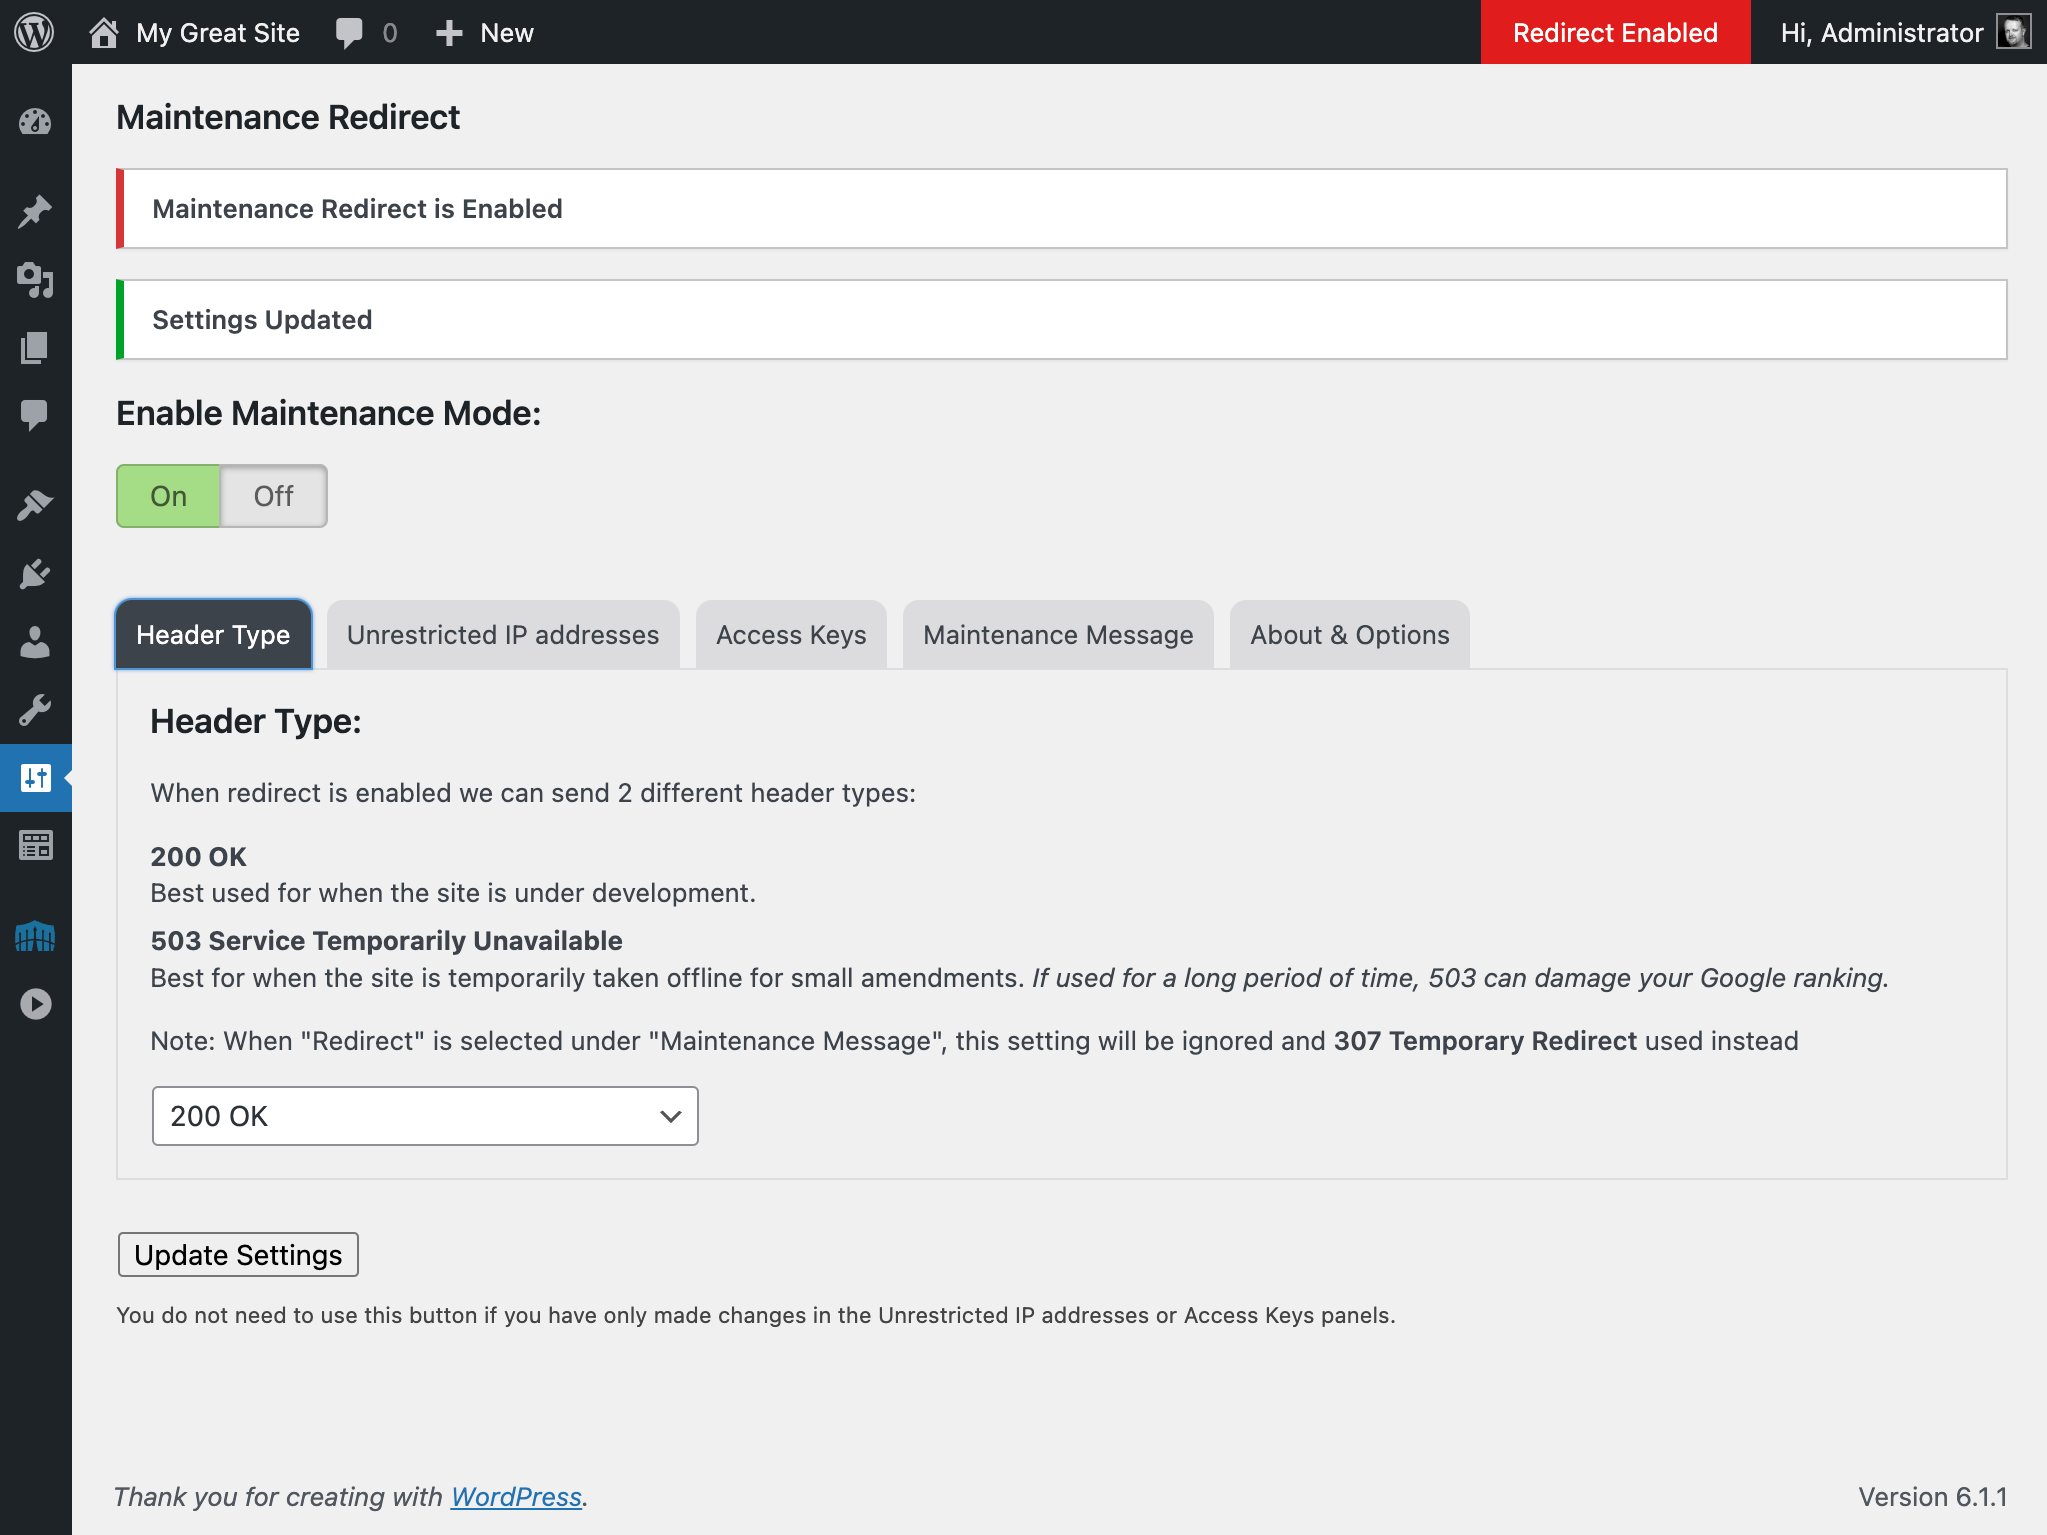 My Great Site
0
New
Redirect Enabled
Hi, Administrator
Maintenance Redirect
Maintenance Redirect is Enabled
Settings Updated
Enable Maintenance Mode:
On
Off
Header Type
Unrestricted IP addresses
Access Keys
Maintenance Message
About & Options
Header Type:
When redirect is enabled we can send 2 different header types:
200 OK
Best used for when the site is under development.
503 Service Temporarily Unavailable
Best for when the site is temporarily taken offline for small amendments. If used for a long period of time, 503 can damage your Google ranking.
Note: When "Redirect" is selected under "Maintenance Message", this setting will be ignored and 307 Temporary Redirect used instead
200 OK
Update Settings
You do not need to use this button if you have only made changes in the Unrestricted IP addresses or Access Keys panels.
Thank you for creating with WordPress.
Version 6.1.1